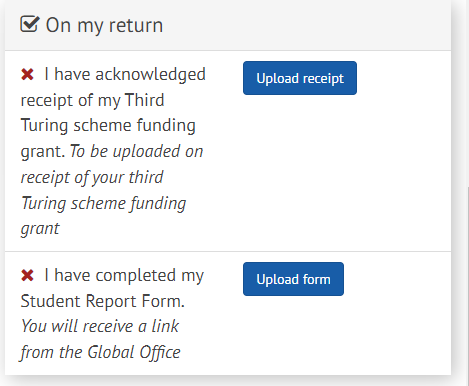 On my return
I have acknowledged
receipt of my Third
Turing scheme funding
grant. To be uploaded on
receipt of your third
Turing scheme funding
grant
Upload receipt
I have completed my
Student Report Form.
You will receive a link
from the Global Office
Upload form